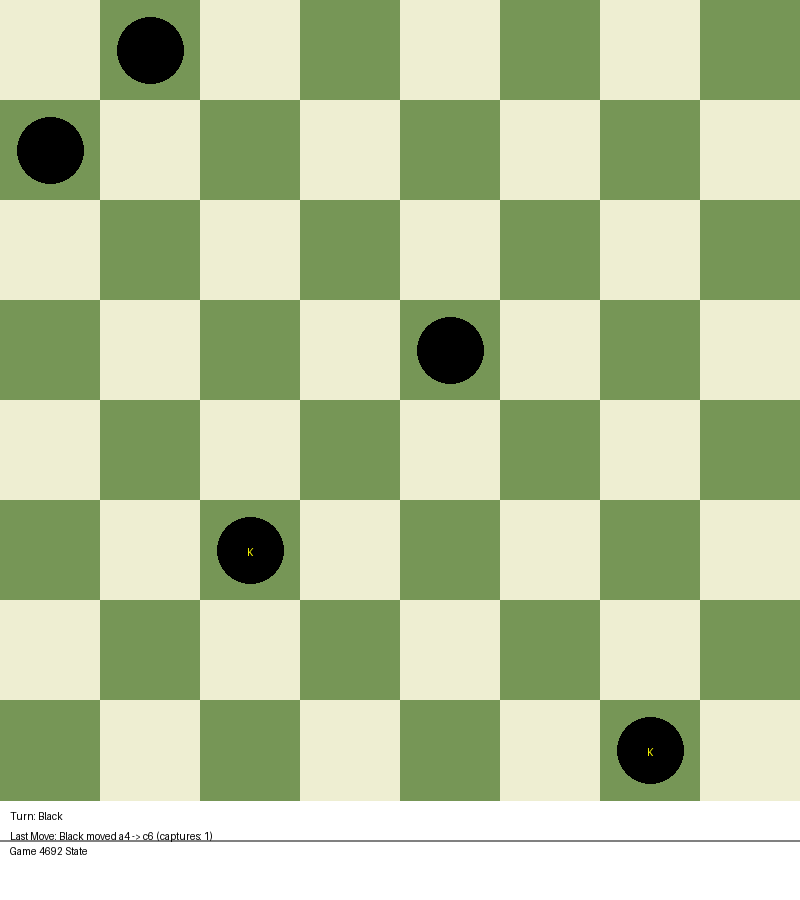 K
K
Turn: Black
Last Move: Black moved a4 -> c6 (captures: 1)
Game 4692 State